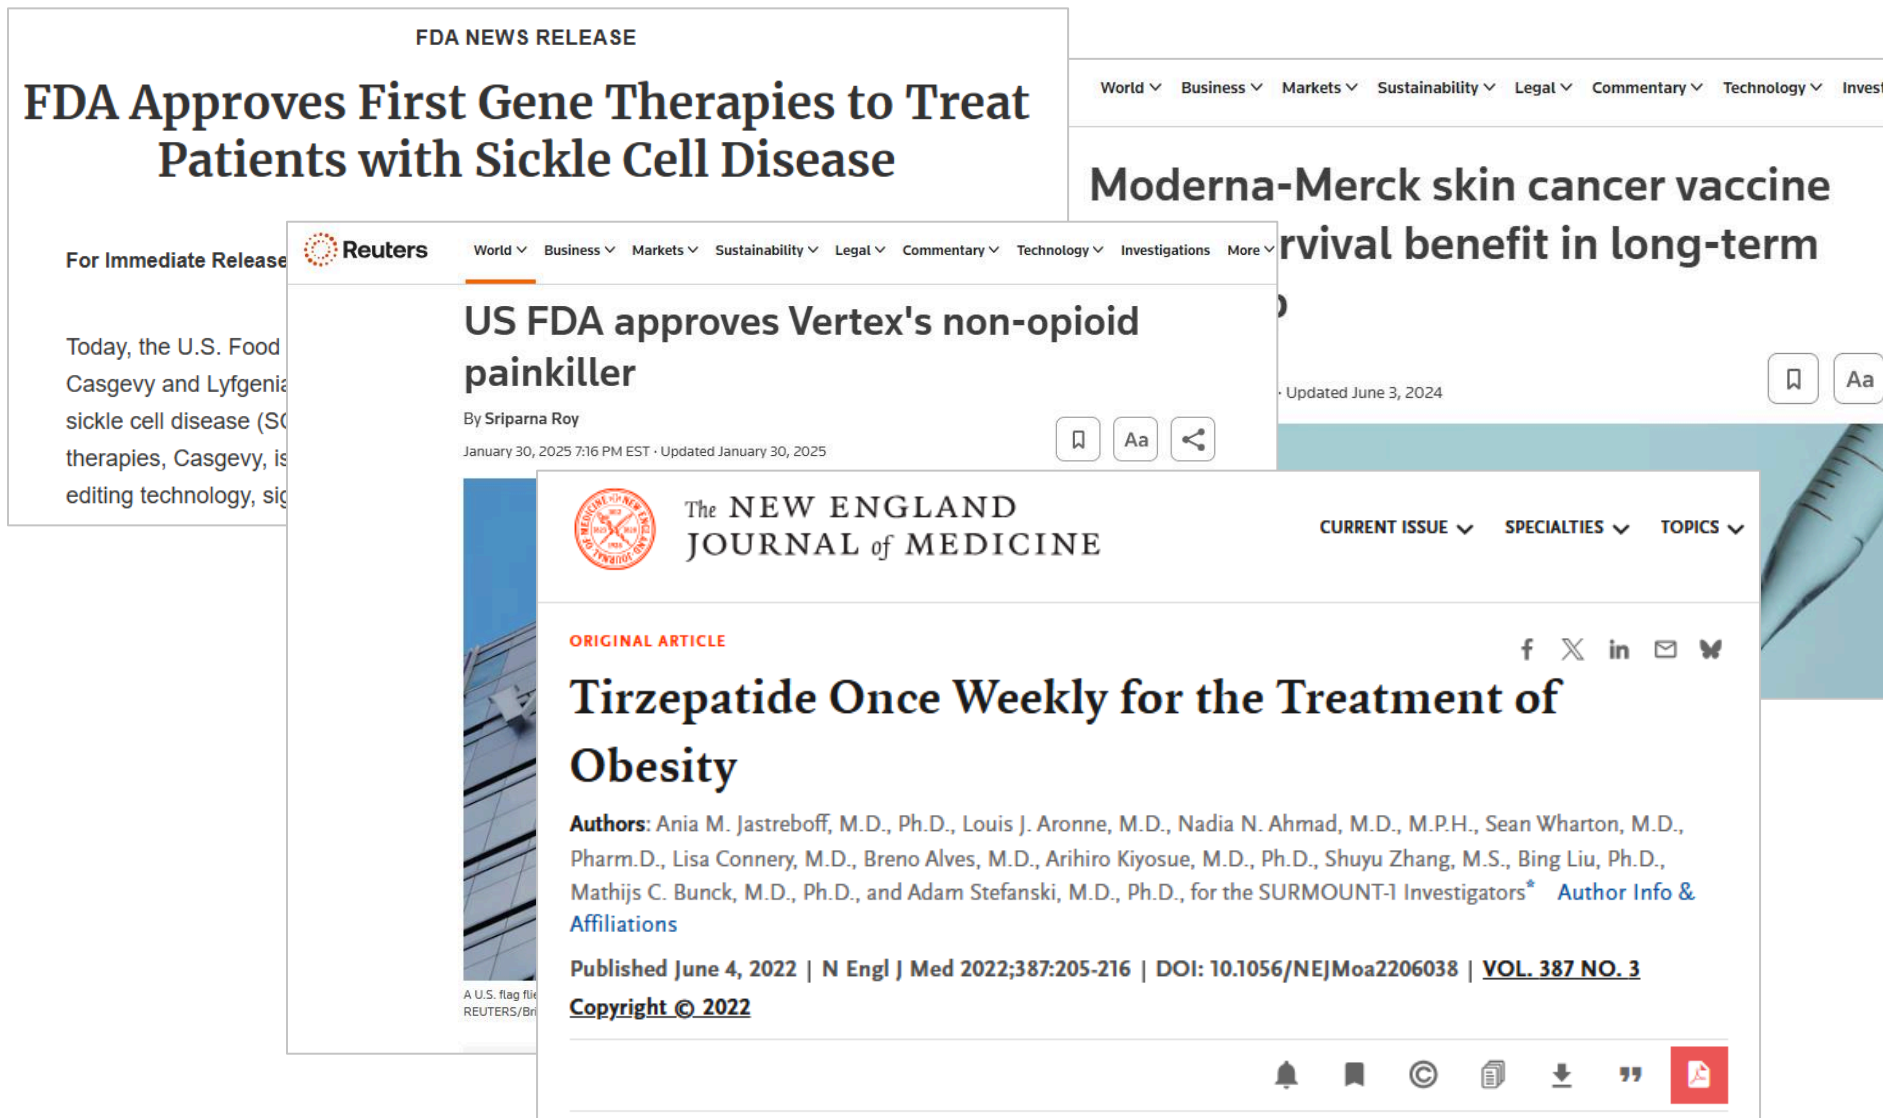 FDA NEWS RELEASE
FDA Approves First Gene Therapies to Treat
Patients with Sickle Cell Disease
For Immediate Release
Today, the U.S. Food
Casgevy and Lyfgenia
sickle cell disease (SC
therapies, Casgevy, is
editing technology, sig
World Business Markets Sustainability Legal Commentary Technology
Moderna-Merck skin cancer vaccine
benefit in long-term
· Updated June 3, 2024
Aa
Reuters
World Business Markets Sustainability Legal Commentary Technology Investigations More
US FDA approves Vertex's non-opioid
painkiller
By Sriparna Roy
January 30, 2025 7:16 PM EST · Updated January 30, 2025
Aa
A U.S. flag
The NEW ENGLAND
JOURNAL of MEDICINE
CURRENT ISSUE SPECIALTIES TOPICS
ORIGINAL ARTICLE
Tirzepatide Once Weekly for the Treatment of
Obesity
Authors: Ania M. Jastreboff, M.D., Ph.D., Louis J. Aronne, M.D., Nadia N. Ahmad, M.D., M.P.H., Sean Wharton, M.D.,
Pharm.D., Lisa Connery, M.D., Breno Alves, M.D., Arihiro Kiyosue, M.D., Ph.D., Shuyu Zhang, M.S., Bing Liu, Ph.D.,
Mathijs C. Bunck, M.D., Ph.D., and Adam Stefanski, M.D., Ph.D., for the SURMOUNT-1 Investigators* Author Info &
Affiliations
Published June 4, 2022 | N Engl J Med 2022;387:205-216 | DOI: 10.1056/NEJMoa2206038 | VOL. 387 NO. 3
Copyright © 2022